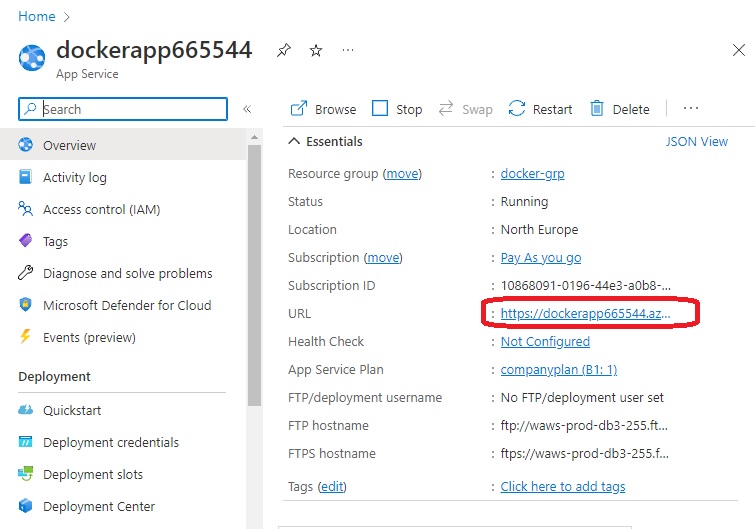 Home >
dockerapp665544 ...
App Service
Search «
Browse Stop Swap Restart Delete ...
Overview
Activity log
Access control (IAM)
Tags
Diagnose and solve problems
Microsoft Defender for Cloud
Events (preview)
Deployment
Quickstart
Deployment credentials
Deployment slots
Deployment Center
Essentials JSON View
Resource group (move) : docker-grp
Status : Running
Location : North Europe
Subscription (move) : Pay As you go
Subscription ID : 10868091-0196-44e3-a0b8-...
URL : https://dockerapp665544.az...
Health Check : Not Configured
App Service Plan : companyplan (B1: 1)
FTP/deployment username : No FTP/deployment user set
FTP hostname : ftp://waws-prod-db3-255.ft...
FTPS hostname : ftps://waws-prod-db3-255.f...
Tags (edit) : Click here to add tags